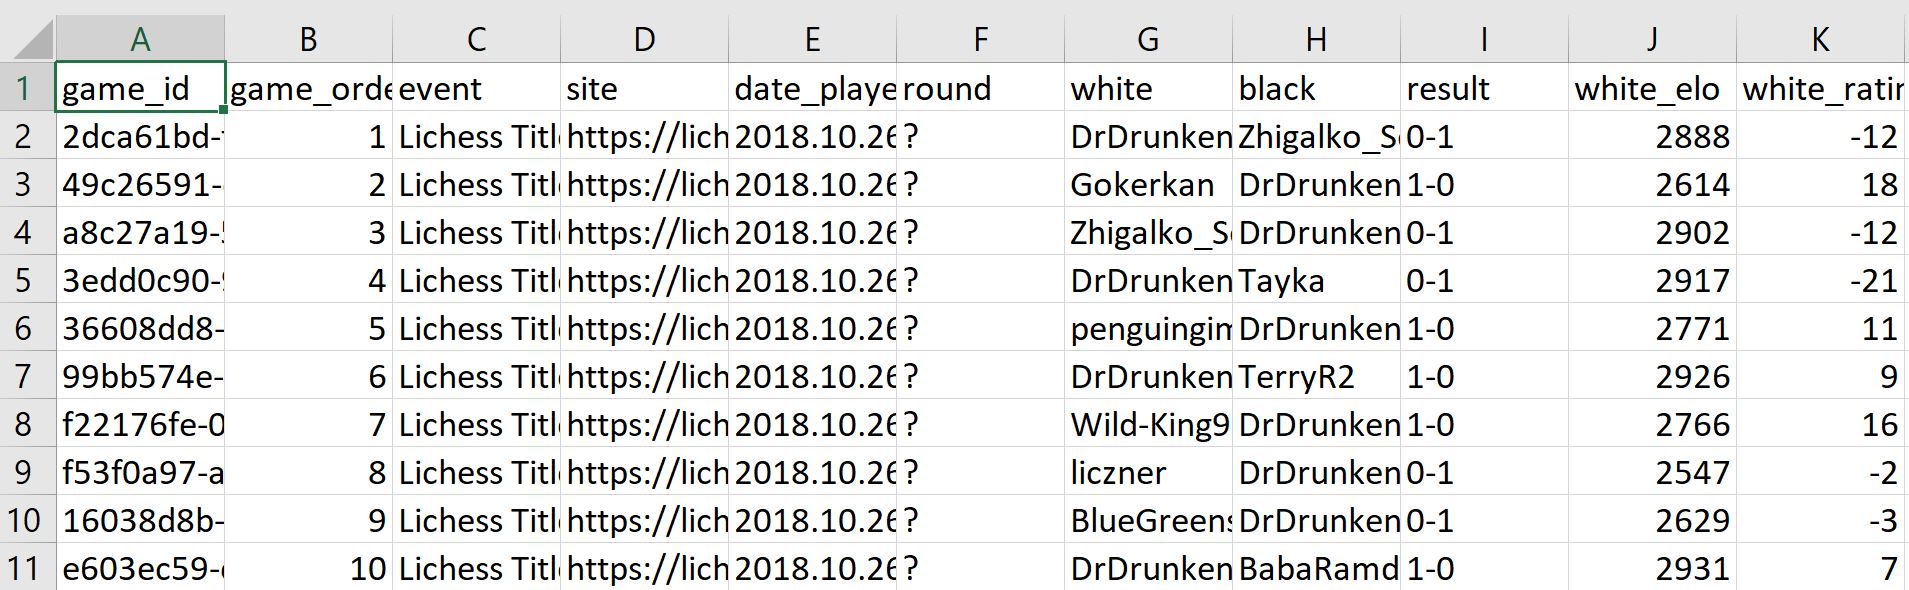 A B C D E F G H I J K
1 game_id game_orde event site date_playe round white black result white_elo white_ratin
2 2dca61bd- 1 Lichess Titl https://lich 2018.10.26 ? DrDrunken Zhigalko_S 0-1 2888 -12
3 49c26591- 2 Lichess Titl https://lich 2018.10.26 ? Gokerkan DrDrunken 1-0 2614 18
4 a8c27a19-5 3 Lichess Titl https://lich 2018.10.26 ? Zhigalko_S DrDrunken 0-1 2902 -12
5 3edd0c90-9 4 Lichess Titl https://lich 2018.10.26 ? DrDrunken Tayka 0-1 2917 -21
6 36608dd8- 5 Lichess Titl https://lich 2018.10.26 ? penguingim DrDrunken 1-0 2771 11
7 99bb574e- 6 Lichess Titl https://lich 2018.10.26 ? DrDrunken TerryR2 1-0 2926 9
8 f22176fe-0 7 Lichess Titl https://lich 2018.10.26 ? Wild-King9 DrDrunken 1-0 2766 16
9 f53f0a97-a 8 Lichess Titl https://lich 2018.10.26 ? liczner DrDrunken 0-1 2547 -2
10 16038d8b- 9 Lichess Titl https://lich 2018.10.26 ? BlueGreens DrDrunken 0-1 2629 -3
11 e603ec59- 10 Lichess Titl https://lich 2018.10.26 ? DrDrunken BabaRamd 1-0 2931 7